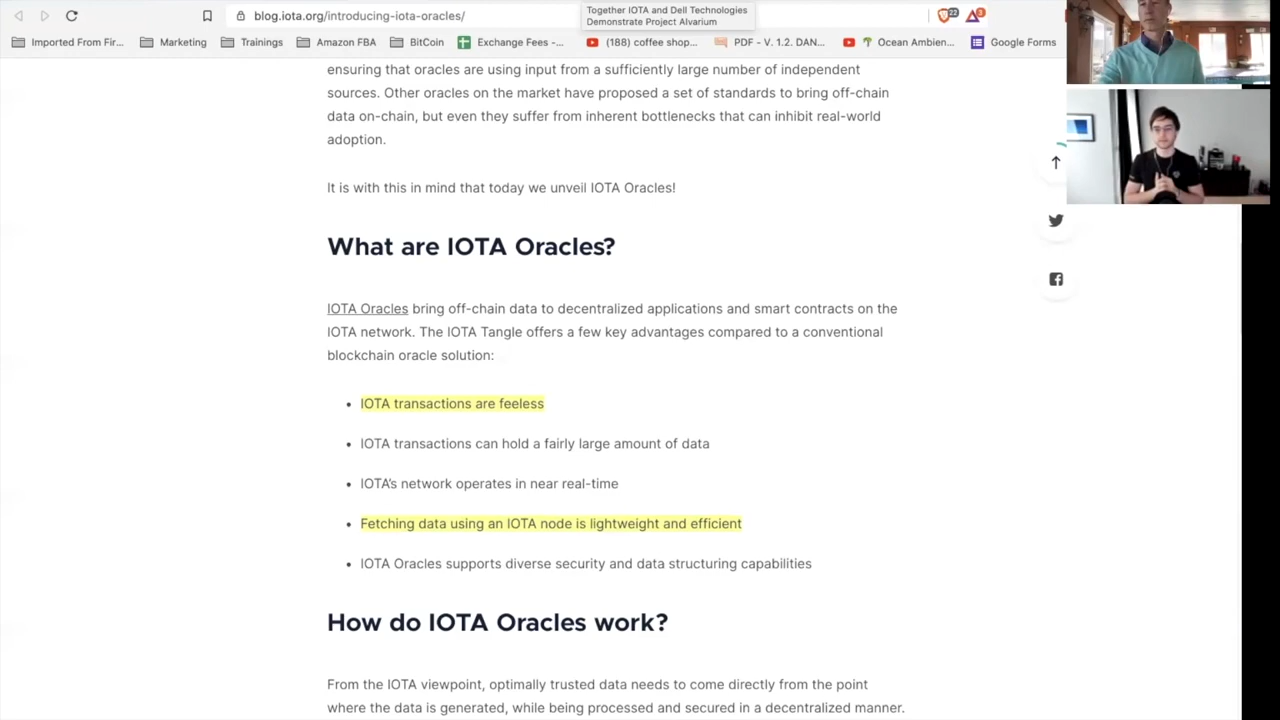 blog.iota.org/introducing-iota-oracles/
Together IOTA and Dell Technologies
Demonstrate Project Alvarium
22
3
Imported From Fir...
Marketing
Trainings
Amazon FBA
BitCoin
Exchange Fees -...
(188) coffee shop...
PDF - V. 1.2. DAN...
Ocean Ambien...
Google Forms
ensuring that oracles are using input from a sufficiently large number of independent
sources. Other oracles on the market have proposed a set of standards to bring off-chain
data on-chain, but even they suffer from inherent bottlenecks that can inhibit real-world
adoption.
It is with this in mind that today we unveil IOTA Oracles!
What are IOTA Oracles?
IOTA Oracles bring off-chain data to decentralized applications and smart contracts on the
IOTA network. The IOTA Tangle offers a few key advantages compared to a conventional
blockchain oracle solution:
• IOTA transactions are feeless
• IOTA transactions can hold a fairly large amount of data
• IOTA's network operates in near real-time
• Fetching data using an IOTA node is lightweight and efficient
• IOTA Oracles supports diverse security and data structuring capabilities
How do IOTA Oracles work?
From the IOTA viewpoint, optimally trusted data needs to come directly from the point
where the data is generated, while being processed and secured in a decentralized manner.